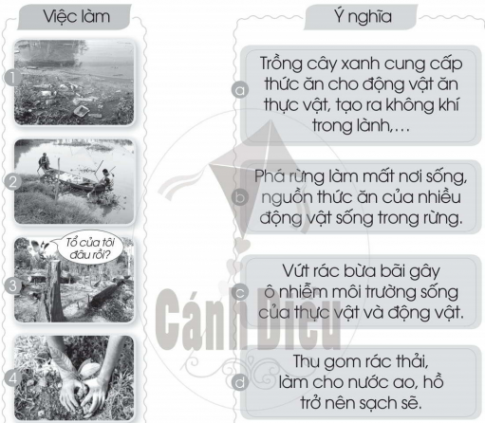 Việc làm
Ý nghĩa
1
a
Trồng cây xanh cung cấp
thức ăn cho động vật ăn
thực vật, tạo ra không khí
trong lành,...
2
b
Phá rừng làm mất nơi sống,
nguồn thức ăn của nhiều
động vật sống trong rừng.
3
Tổ của tôi
đâu rồi?
c
Vứt rác bừa bãi gây
ô nhiễm môi trường sống
của thực vật và động vật.
Cánh Diều
4
d
Thu gom rác thải,
làm cho nước ao, hồ
trở nên sạch sẽ.